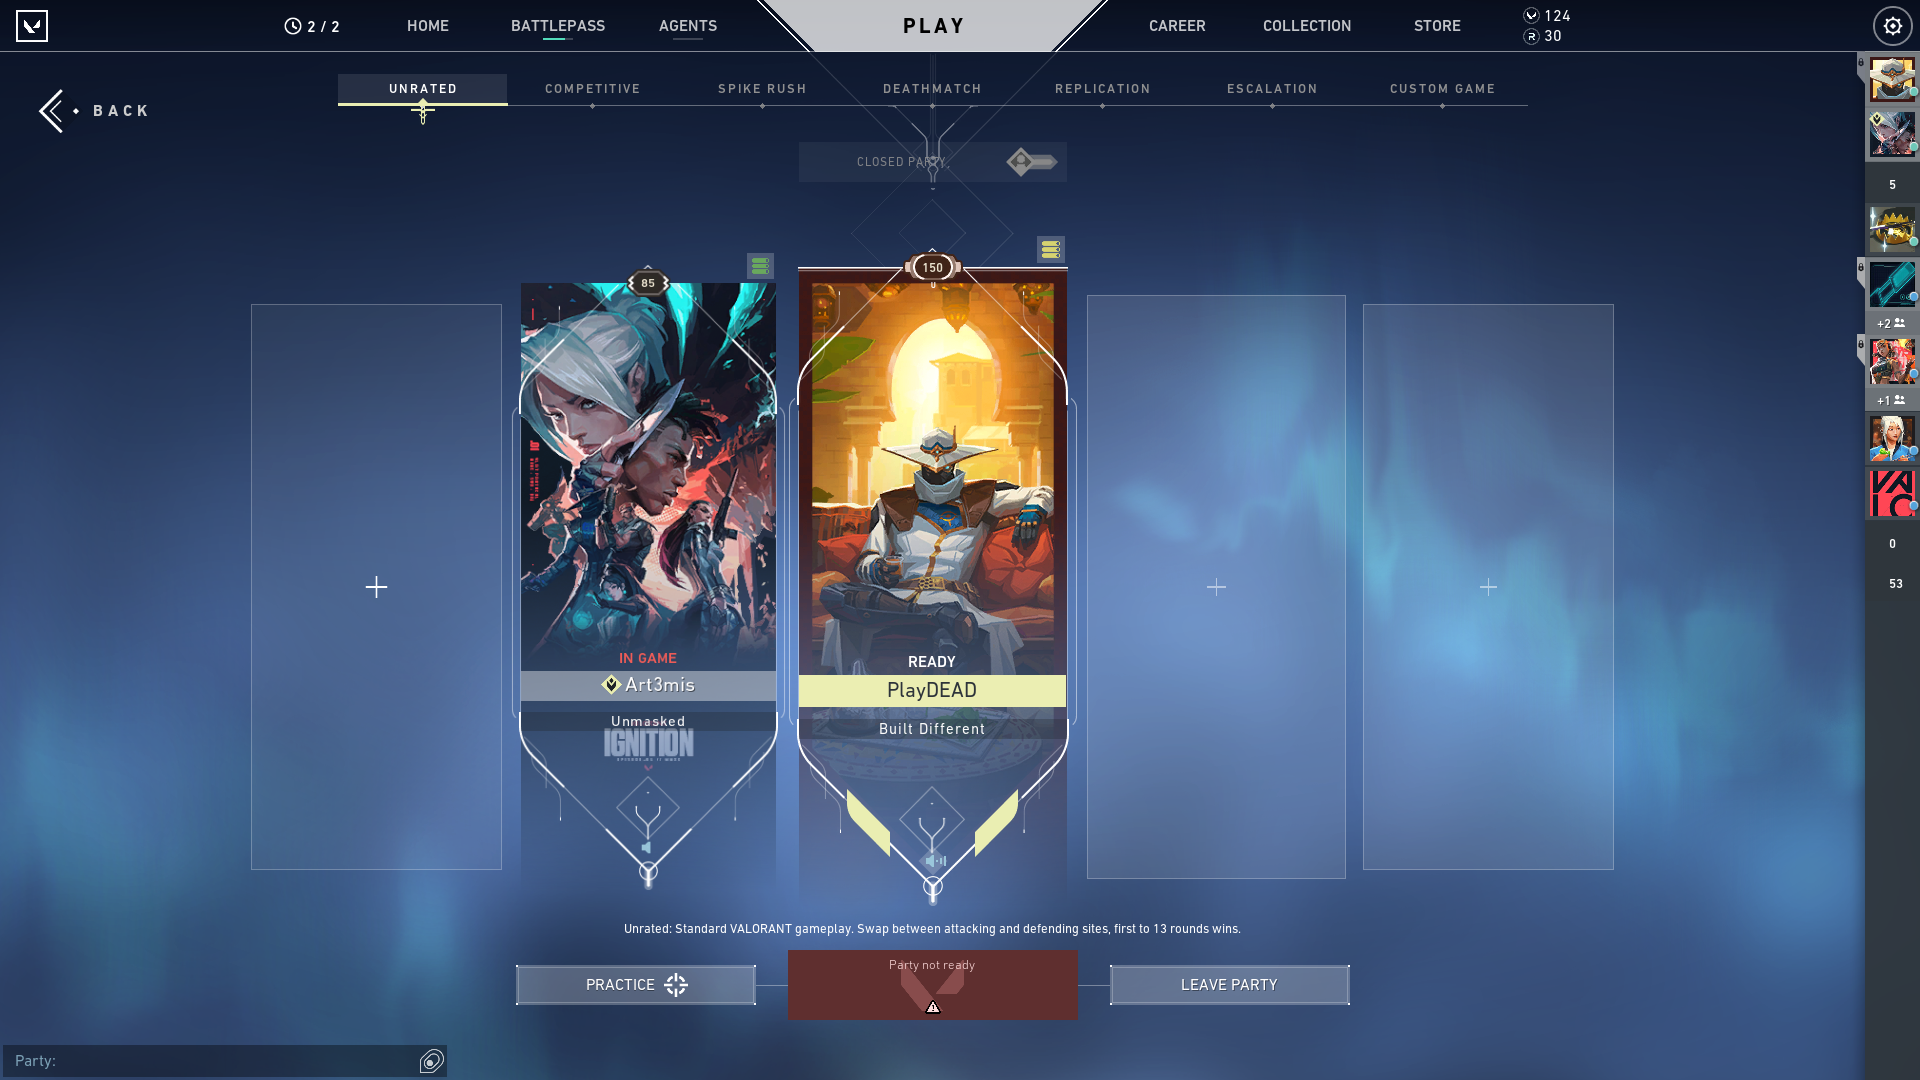 2 / 2
HOME
BATTLEPASS
AGENTS
PLAY
CAREER
COLLECTION
STORE
124
30
BACK
UNRATED
COMPETITIVE
SPIKE RUSH
DEATHMATCH
REPLICATION
ESCALATION
CUSTOM GAME
CLOSED PARTY
5
+2
+1
0
53
85
IN GAME
Art3mis
Unmasked
IGNITION
150
READY
PlayDEAD
Built Different
Unrated: Standard VALORANT gameplay. Swap between attacking and defending sites, first to 13 rounds wins.
PRACTICE
Party not ready
LEAVE PARTY
Party: